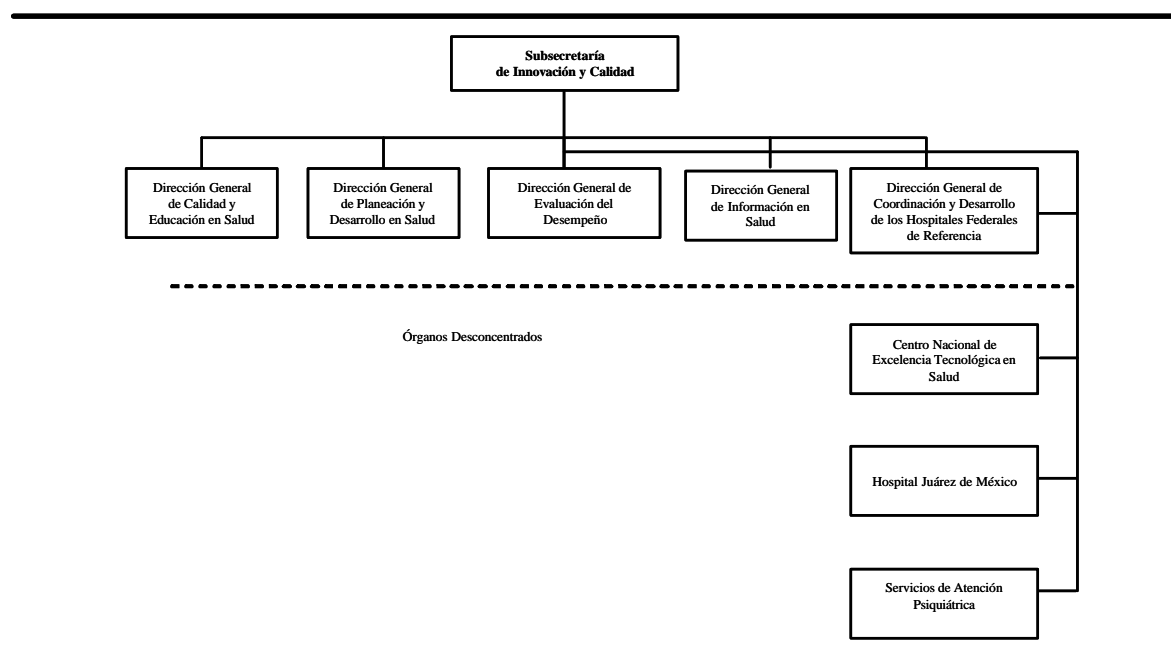 Subsecretaría
de Innovación y Calidad
Dirección General
de Calidad y
Educación en Salud
Dirección General
de Planeación y
Desarrollo en Salud
Dirección General de
Evaluación del
Desempeño
Dirección General
de Información en
Salud
Dirección General de
Coordinación y Desarrollo
de los Hospitales Federales
de Referencia
Órganos Desconcentrados
Centro Nacional de
Excelencia Tecnológica en
Salud
Hospital Juárez de México
Servicios de Atención
Psiquiátrica